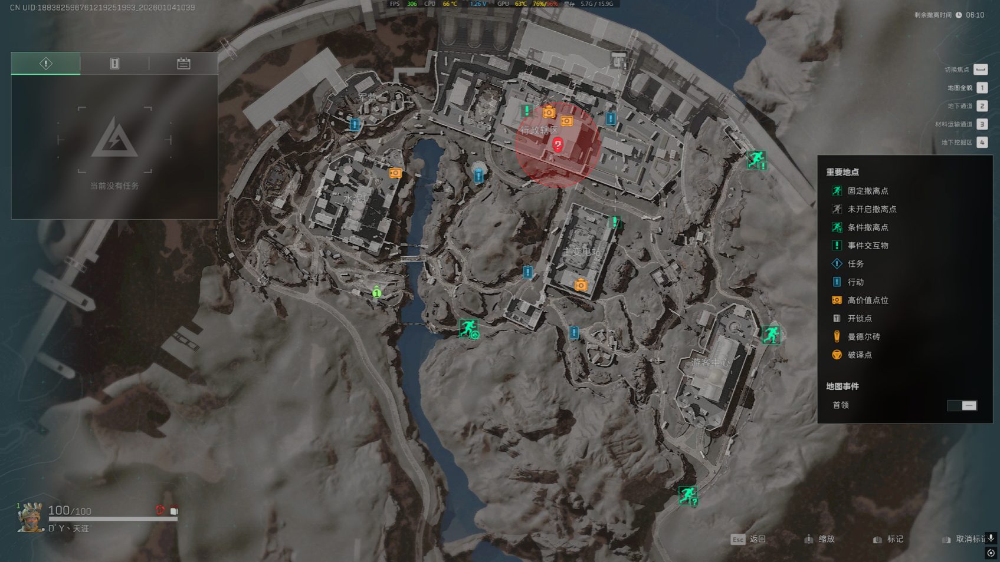 CN UID:188382596761219251993_202601041039
FPS 306 CPU 66 °C 1.26 V GPU 63°C 76%/96% 显存 5.7G / 15.9G
剩余撤离时间 06:10
切换焦点
地图全貌 1
地下通道 2
材料运输通道 3
地下挖掘区 4
当前没有任务
军营
行政辖区
水泥厂
主变电站
游客中心
1
重要地点
固定撤离点
未开启撤离点
条件撤离点
事件交互物
任务
行动
高价值点位
开锁点
曼德尔砖
破译点
地图事件
首领
1
100/100
D'Y丶天涯
Esc 返回
缩放
标记
取消标记